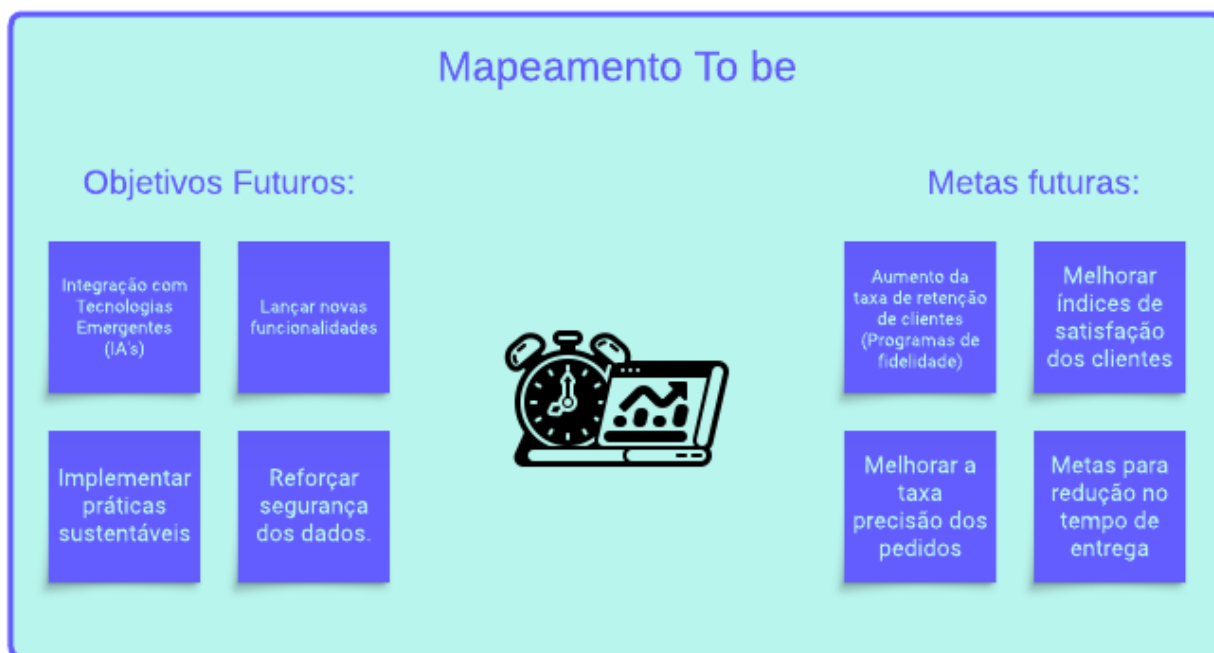 Mapeamento To be
Objetivos Futuros:
Integração com
Tecnologias
Emergentes
(IA's)
Lançar novas
funcionalidades
Implementar
práticas
sustentáveis
Reforçar
segurança
dos dados.
Metas futuras:
Aumento da
taxa de retenção
de clientes
(Programas de
fidelidade)
Melhorar
índices de
satisfação
dos clientes
Melhorar a
taxa
precisão dos
pedidos
Metas para
redução no
tempo de
entrega